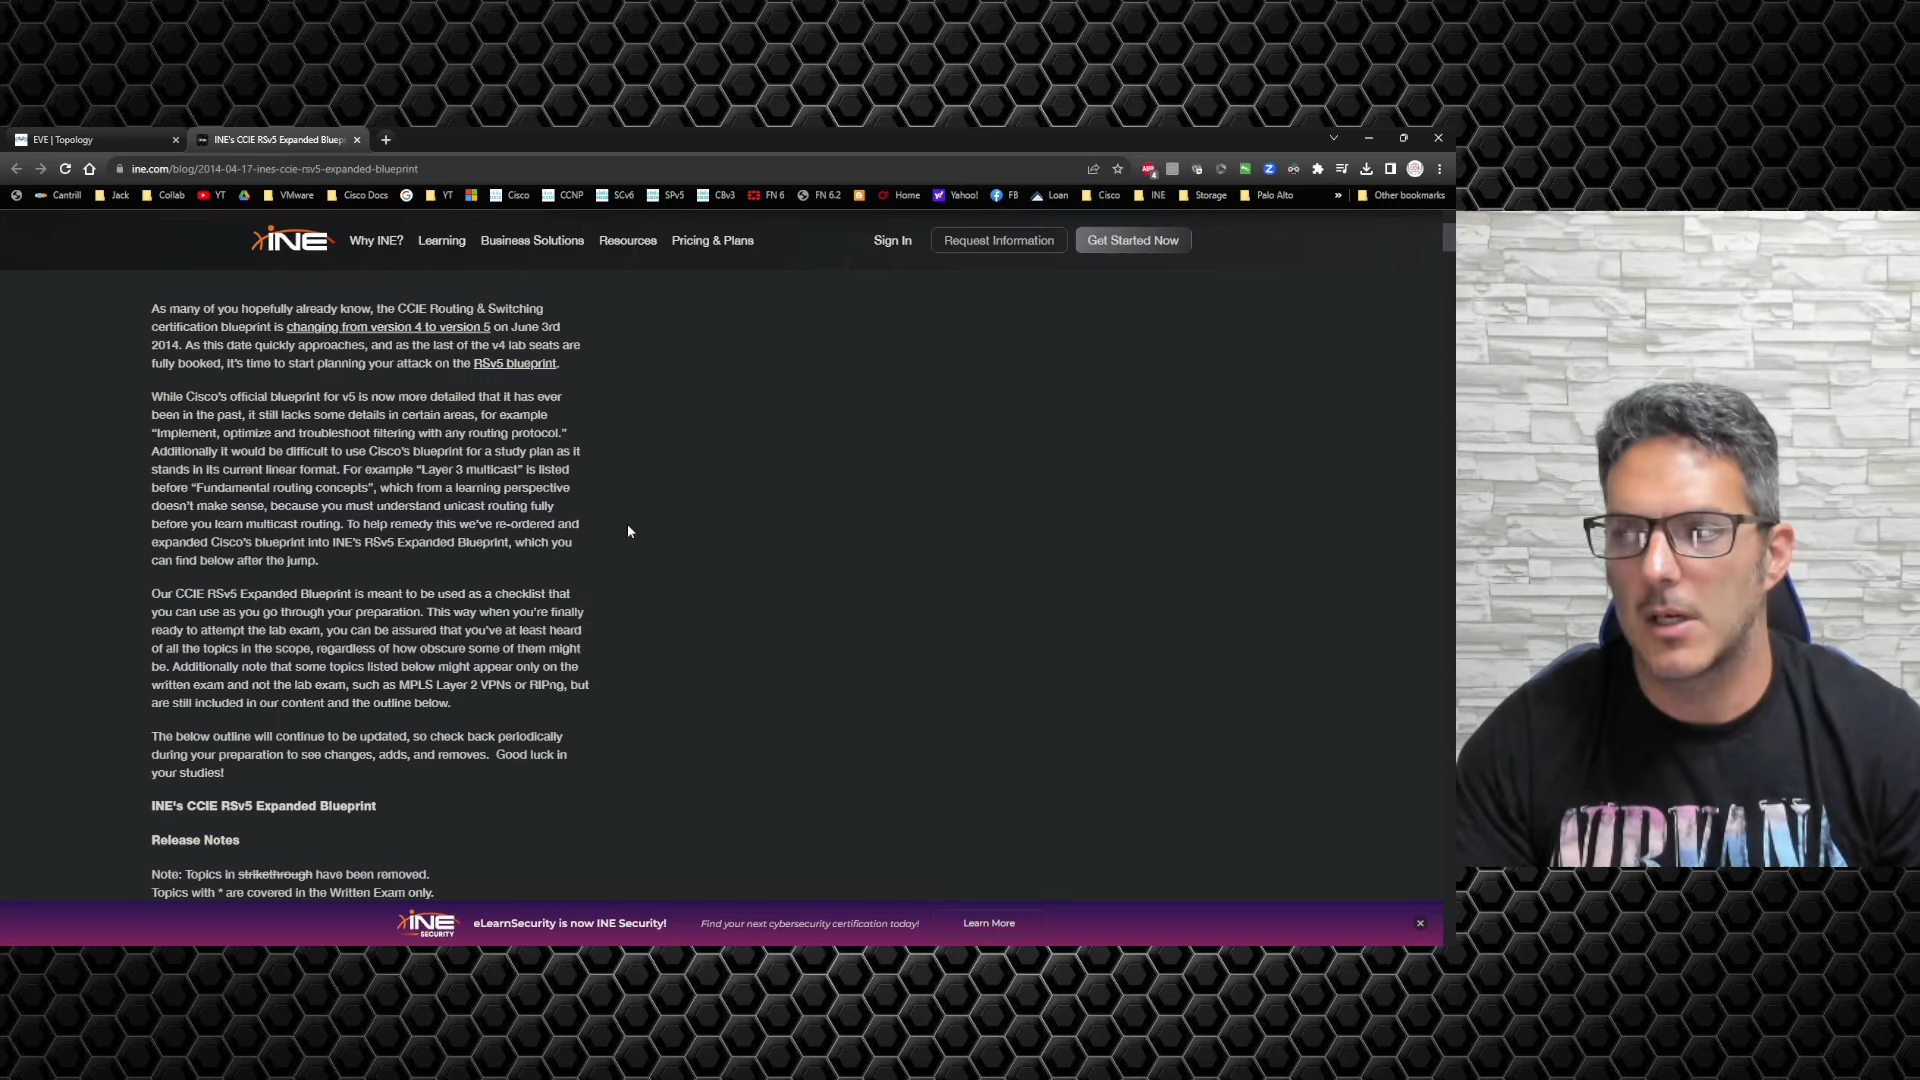 EVE | Topology
INE's CCIE RSv5 Expanded Bluep
ine.com/blog/2014-04-17-ines-ccie-rsv5-expanded-blueprint
Cantrill Jack Collab YT VMware Cisco Docs YT Cisco CCNP SCv6 SPv5 CBv3 FN 6 FN 6.2 Home Yahoo! FB Loan Cisco INE Storage Palo Alto » Other bookmarks
INE Why INE? Learning Business Solutions Resources Pricing & Plans Sign In Request Information Get Started Now
As many of you hopefully already know, the CCIE Routing & Switching
certification blueprint is changing from version 4 to version 5 on June 3rd
2014. As this date quickly approaches, and as the last of the v4 lab seats are
fully booked, it's time to start planning your attack on the RSv5 blueprint.
While Cisco's official blueprint for v5 is now more detailed that it has ever
been in the past, it still lacks some details in certain areas, for example
“Implement, optimize and troubleshoot filtering with any routing protocol.”
Additionally it would be difficult to use Cisco's blueprint for a study plan as it
stands in its current linear format. For example “Layer 3 multicast” is listed
before “Fundamental routing concepts”, which from a learning perspective
doesn't make sense, because you must understand unicast routing fully
before you learn multicast routing. To help remedy this we've re-ordered and
expanded Cisco's blueprint into INE's RSv5 Expanded Blueprint, which you
can find below after the jump.
Our CCIE RSv5 Expanded Blueprint is meant to be used as a checklist that
you can use as you go through your preparation. This way when you're finally
ready to attempt the lab exam, you can be assured that you've at least heard
of all the topics in the scope, regardless of how obscure some of them might
be. Additionally note that some topics listed below might appear only on the
written exam and not the lab exam, such as MPLS Layer 2 VPNs or RIPng, but
are still included in our content and the outline below.
The below outline will continue to be updated, so check back periodically
during your preparation to see changes, adds, and removes. Good luck in
your studies!
INE's CCIE RSv5 Expanded Blueprint
Release Notes
Note: Topics in strikethrough have been removed.
Topics with * are covered in the Written Exam only.
INE SECURITY eLearnSecurity is now INE Security! Find your next cybersecurity certification today! Learn More
NIRVANA